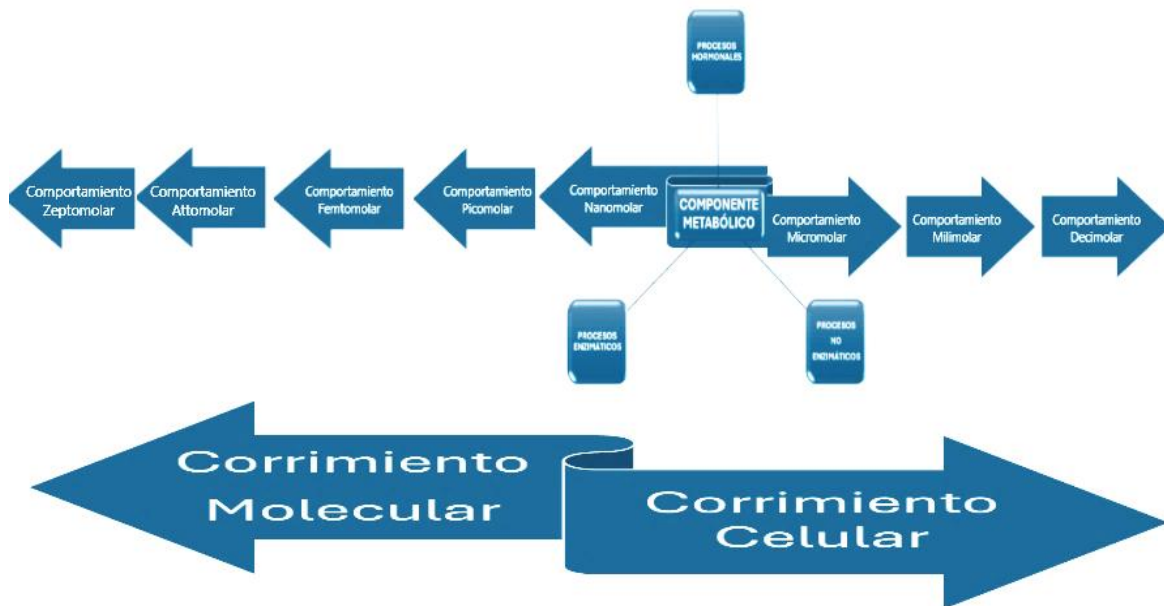 PROCESOS
HORMONALES
Comportamiento
Zeptomolar
Comportamiento
Attomolar
Comportamiento
Femtomolar
Comportamiento
Picomolar
Comportamiento
Nanomolar
COMPONENTE
METABÓLICO
Comportamiento
Micromolar
Comportamiento
Milimolar
Comportamiento
Decimolar
PROCESOS
ENZIMÁTICOS
PROCESOS
NO
ENZIMÁTICOS
Corrimiento
Molecular
Corrimiento
Celular